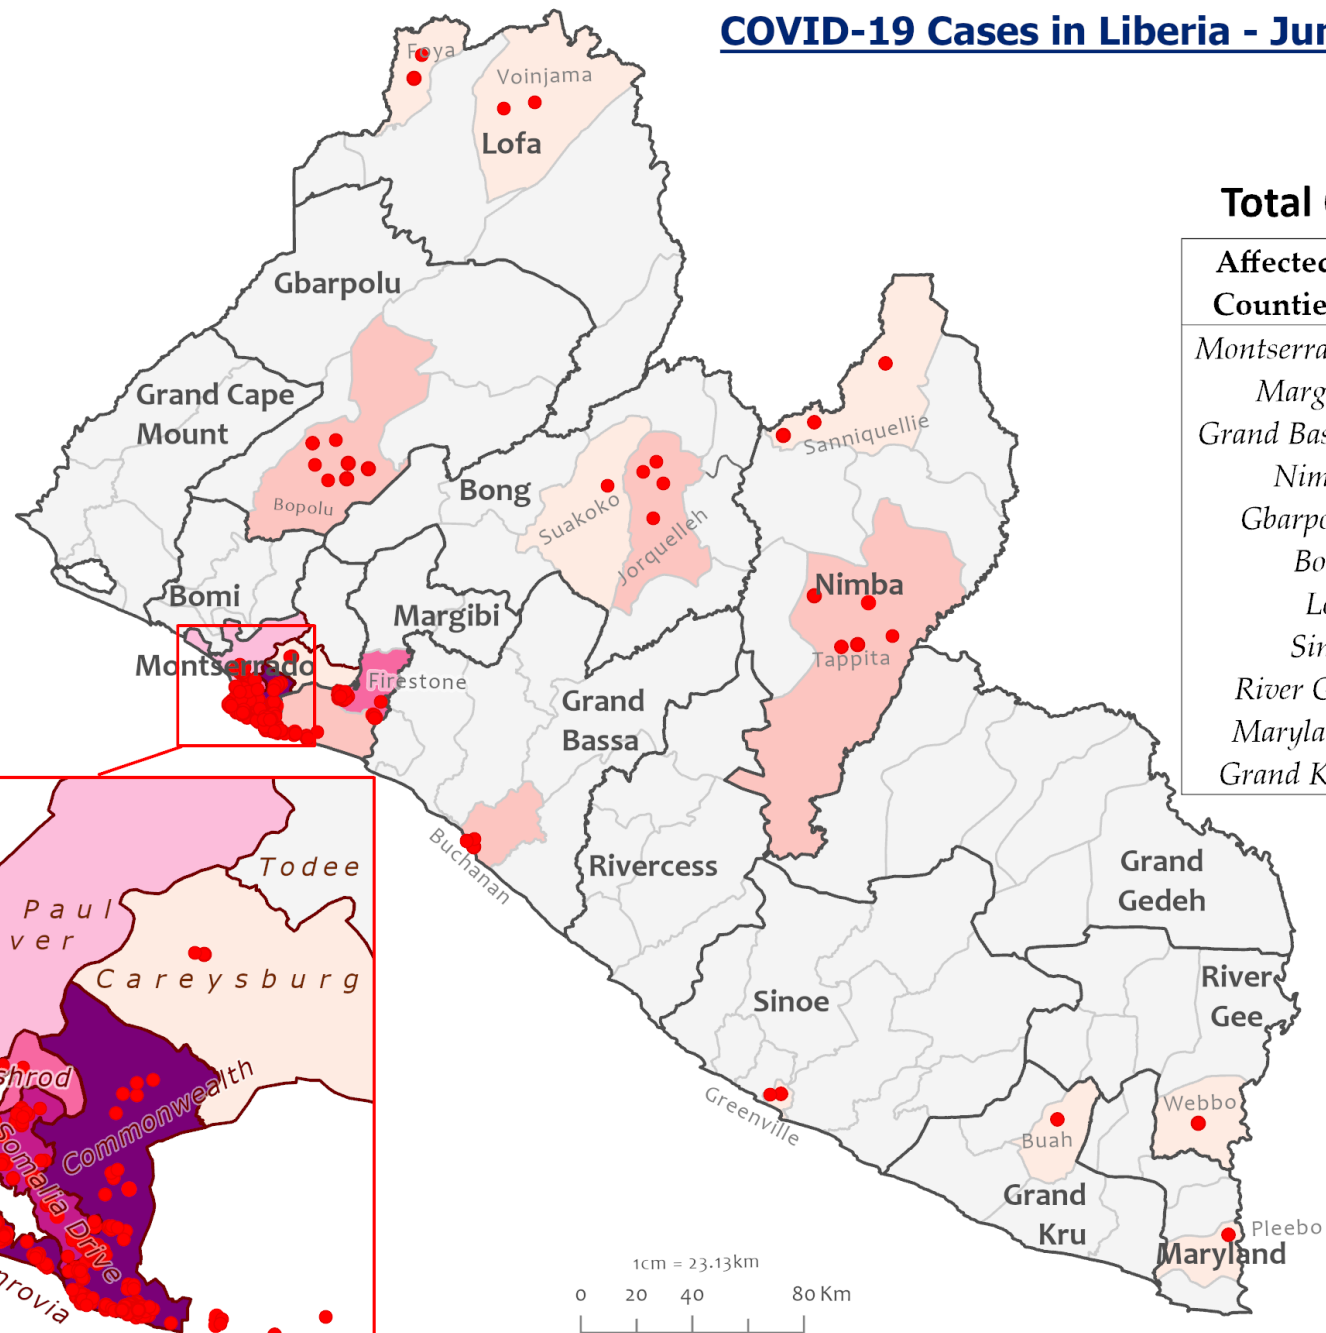 COVID-19 Cases in Liberia - Jun
Foya
Voinjama
Lofa
Total
Affected
Countie
Montserra
Marg
Grand Bas
Nim
Gbarpo
Bo
Lo
Sin
River G
Maryla
Grand K
Gbarpolu
Grand Cape
Mount
Sanniquellie
Bopolu
Bong
Suakoko
Jorquelleh
Nimba
Tappita
Bomi
Margibi
Montserrado
Firestone
Grand
Bassa
Buchanan
Rivercess
Grand
Gedeh
River
Gee
Sinoe
Greenville
Webbo
Buah
Grand
Kru
Pleebo
Maryland
Todee
Paul
ver
Careysburg
shrod
Commonwealth
Somalia Drive
nrovia
1cm = 23.13km
0 20 40 80 Km